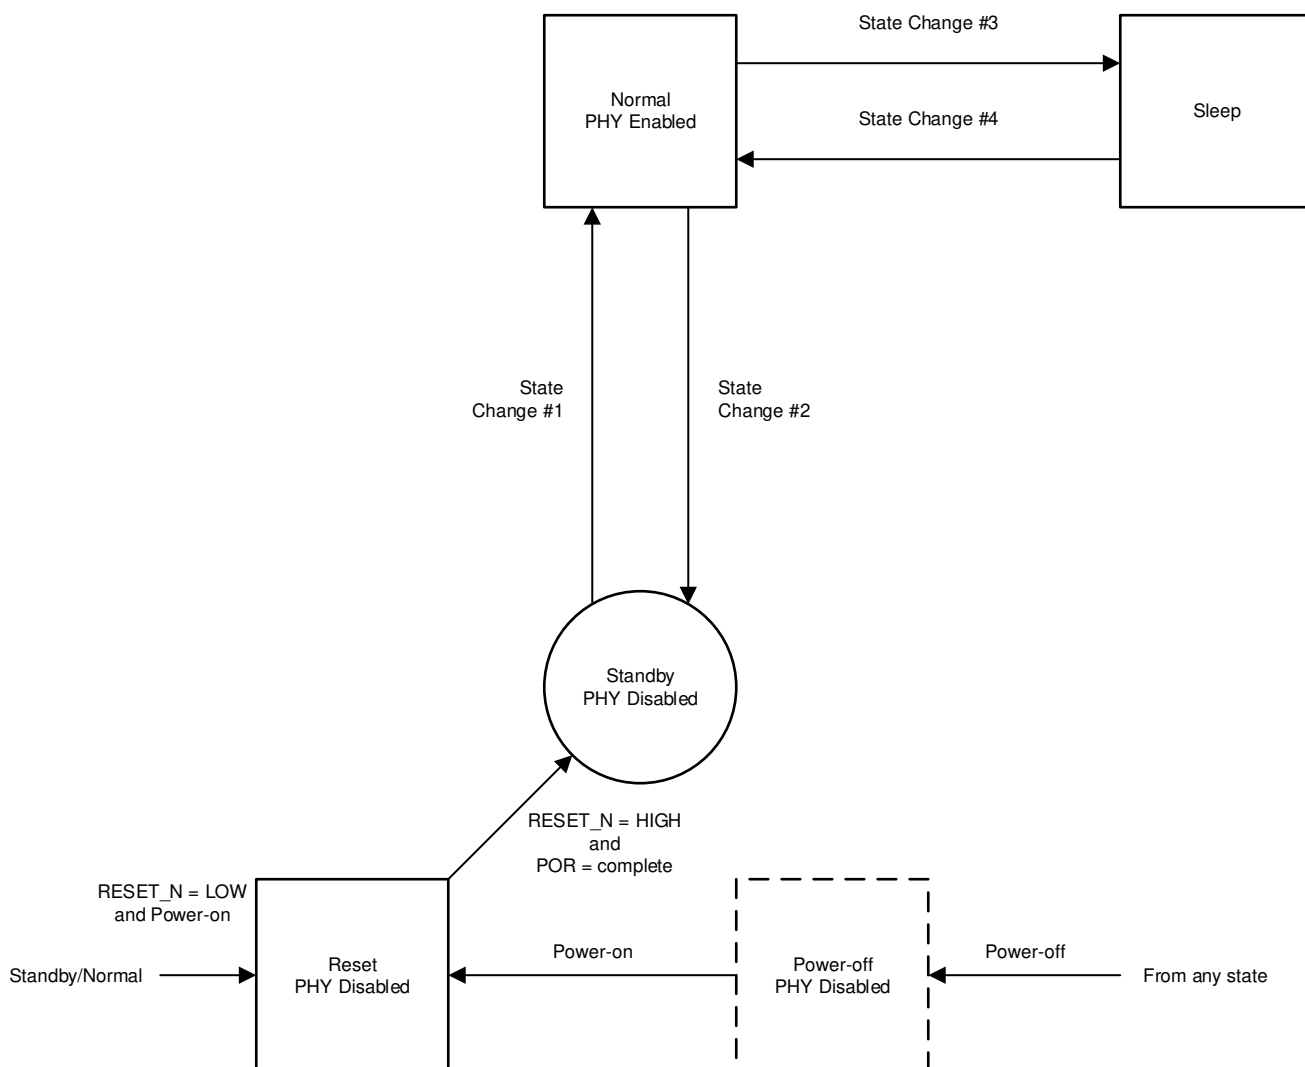 State Change #3
Normal
PHY Enabled
State Change #4
Sleep
State
Change #1
State
Change #2
Standby
PHY Disabled
RESET_N = HIGH
and
POR = complete
RESET_N = LOW
and Power-on
Standby/Normal
Reset
PHY Disabled
Power-on
Power-off
PHY Disabled
Power-off
From any state